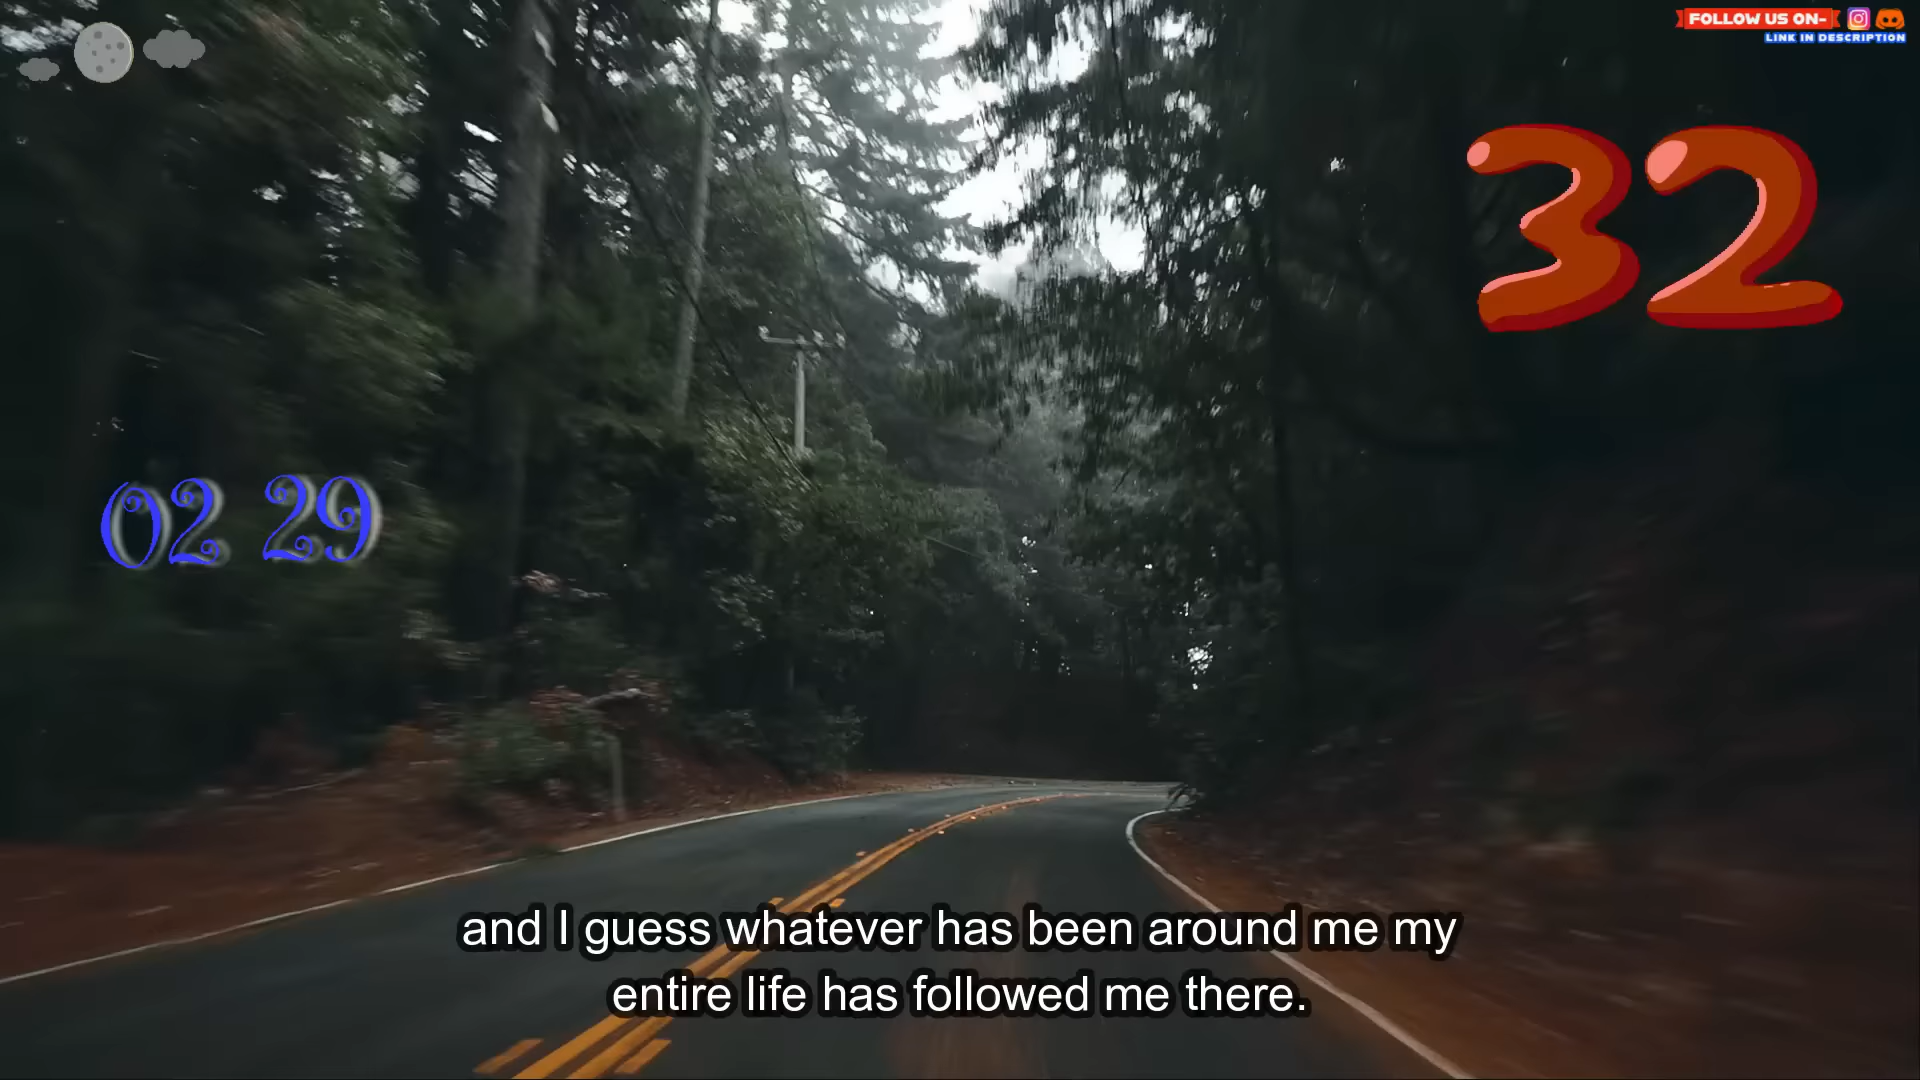 FOLLOW US ON-
LINK IN DESCRIPTION
32
02 29
and I guess whatever has been around me my
entire life has followed me there.